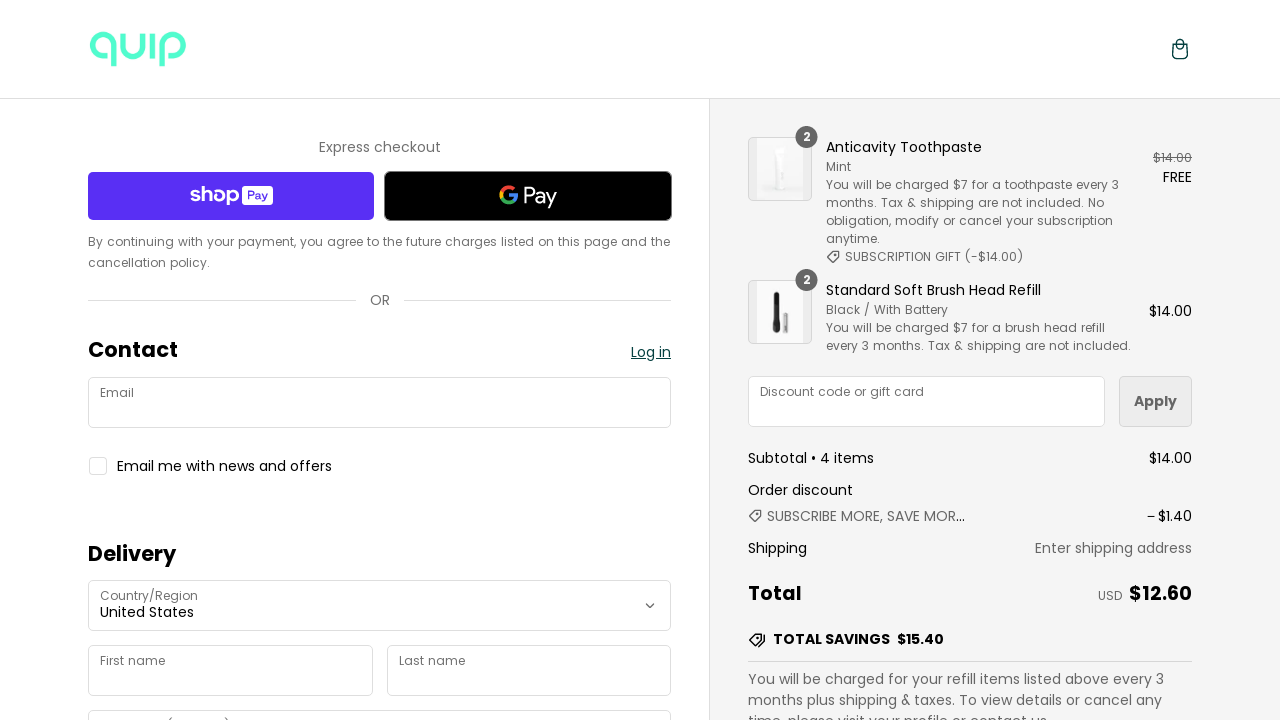 quip
Express checkout
shop Pay
G Pay
By continuing with your payment, you agree to the future charges listed on this page and the
cancellation policy.
OR
Contact
Log in
Email
Email me with news and offers
Delivery
Country/Region
United States
First name
Last name
2
Anticavity Toothpaste
Mint
You will be charged $7 for a toothpaste every 3
months. Tax & shipping are not included. No
obligation, modify or cancel your subscription
anytime.
SUBSCRIPTION GIFT (-$14.00)
$14.00
FREE
2
Standard Soft Brush Head Refill
Black / With Battery
You will be charged $7 for a brush head refill
every 3 months. Tax & shipping are not included.
$14.00
Discount code or gift card
Apply
Subtotal • 4 items
$14.00
Order discount
SUBSCRIBE MORE, SAVE MOR...
– $1.40
Shipping
Enter shipping address
Total
USD $12.60
TOTAL SAVINGS $15.40
You will be charged for your refill items listed above every 3
months plus shipping & taxes. To view details or cancel any
time, please visit your profile or contact us